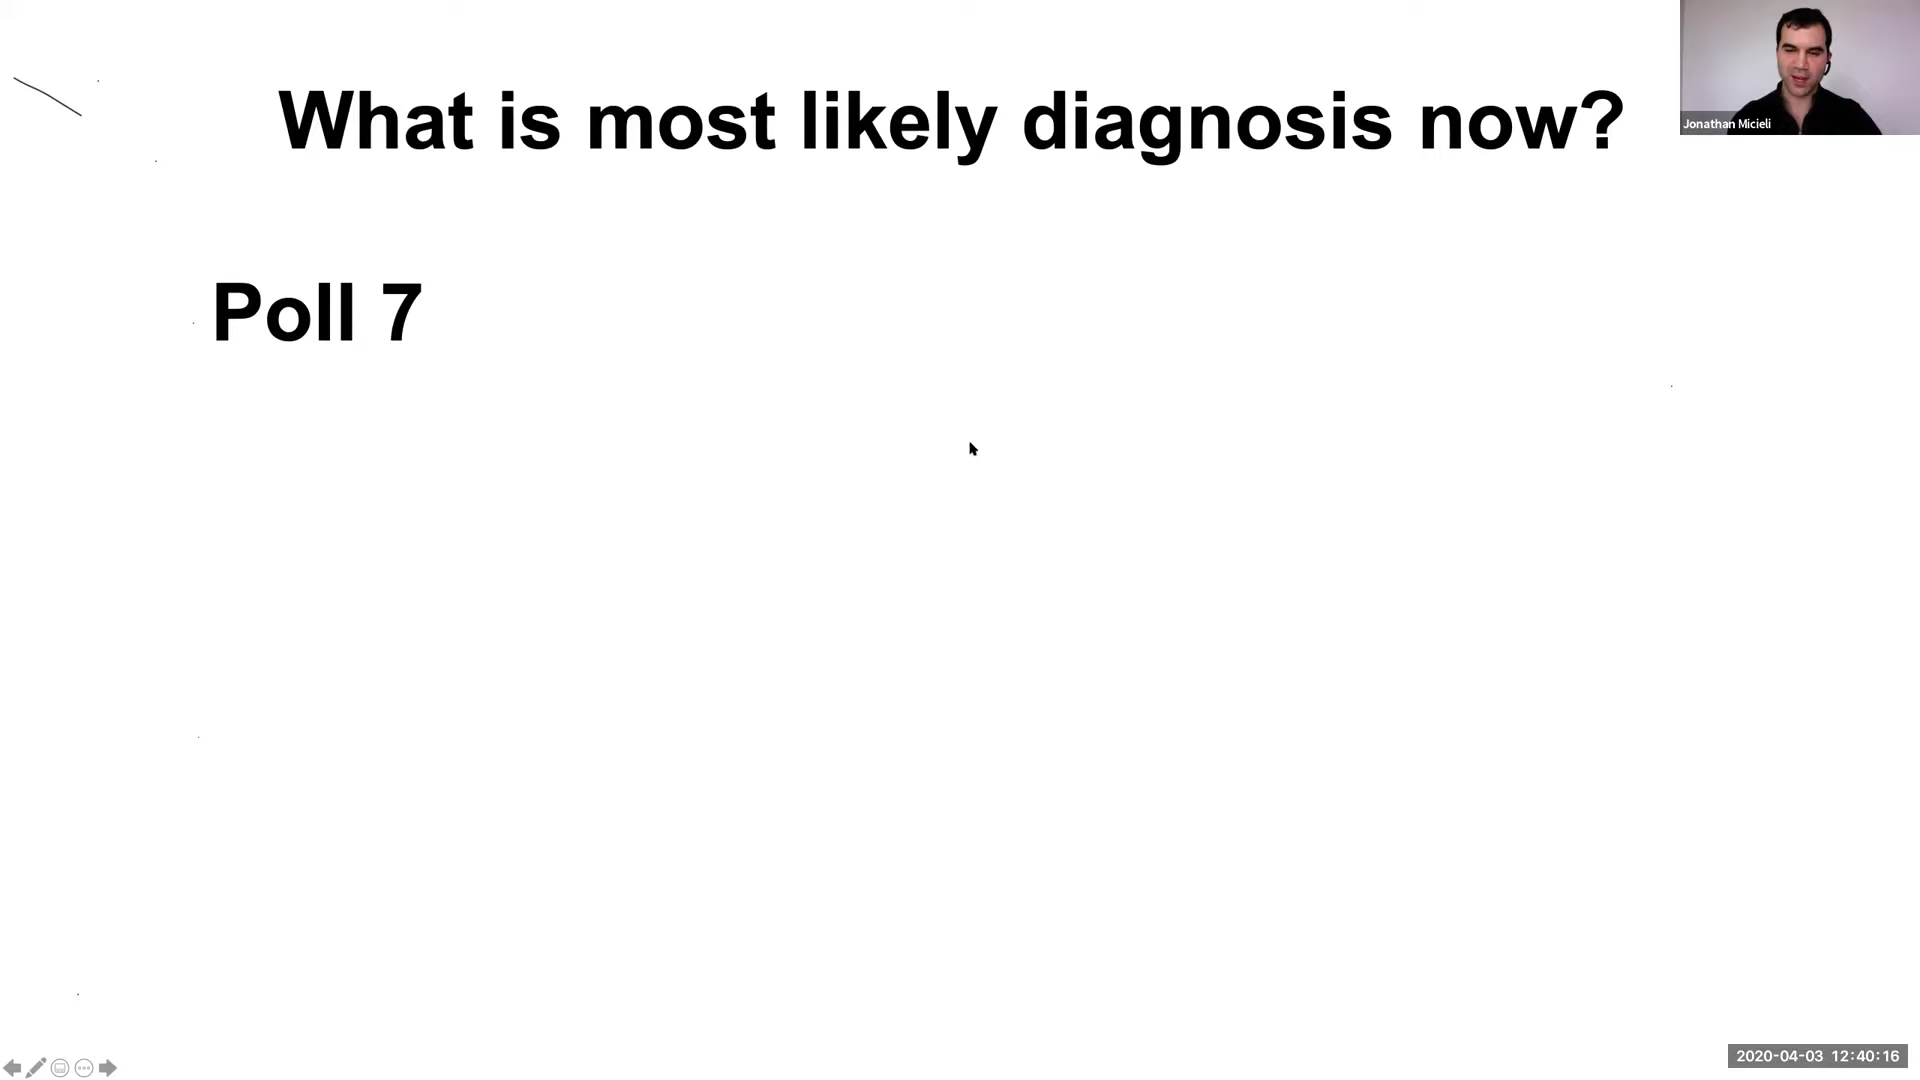 What is most likely diagnosis now?
Jonathan Micieli
Poll 7
2020-04-03 12:40:16